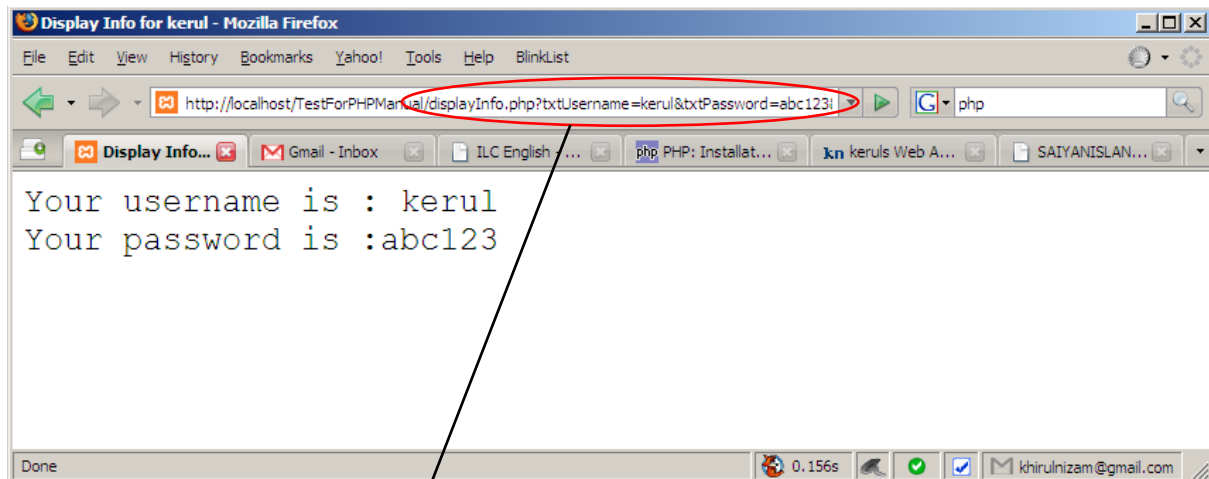 Display Info for kerul - Mozilla Firefox
File Edit View History Bookmarks Yahoo! Tools Help BlinkList
http://localhost/TestForPHPManual/displayInfo.php?txtUsername=kerul&txtPassword=abc123& G php
Display Info... Gmail - Inbox ILC English - ... php PHP: Installat... kn keruls Web A... SAIYANISLAN...
Your username is : kerul
Your password is :abc123
Done 0.156s khirulnizam@gmail.com